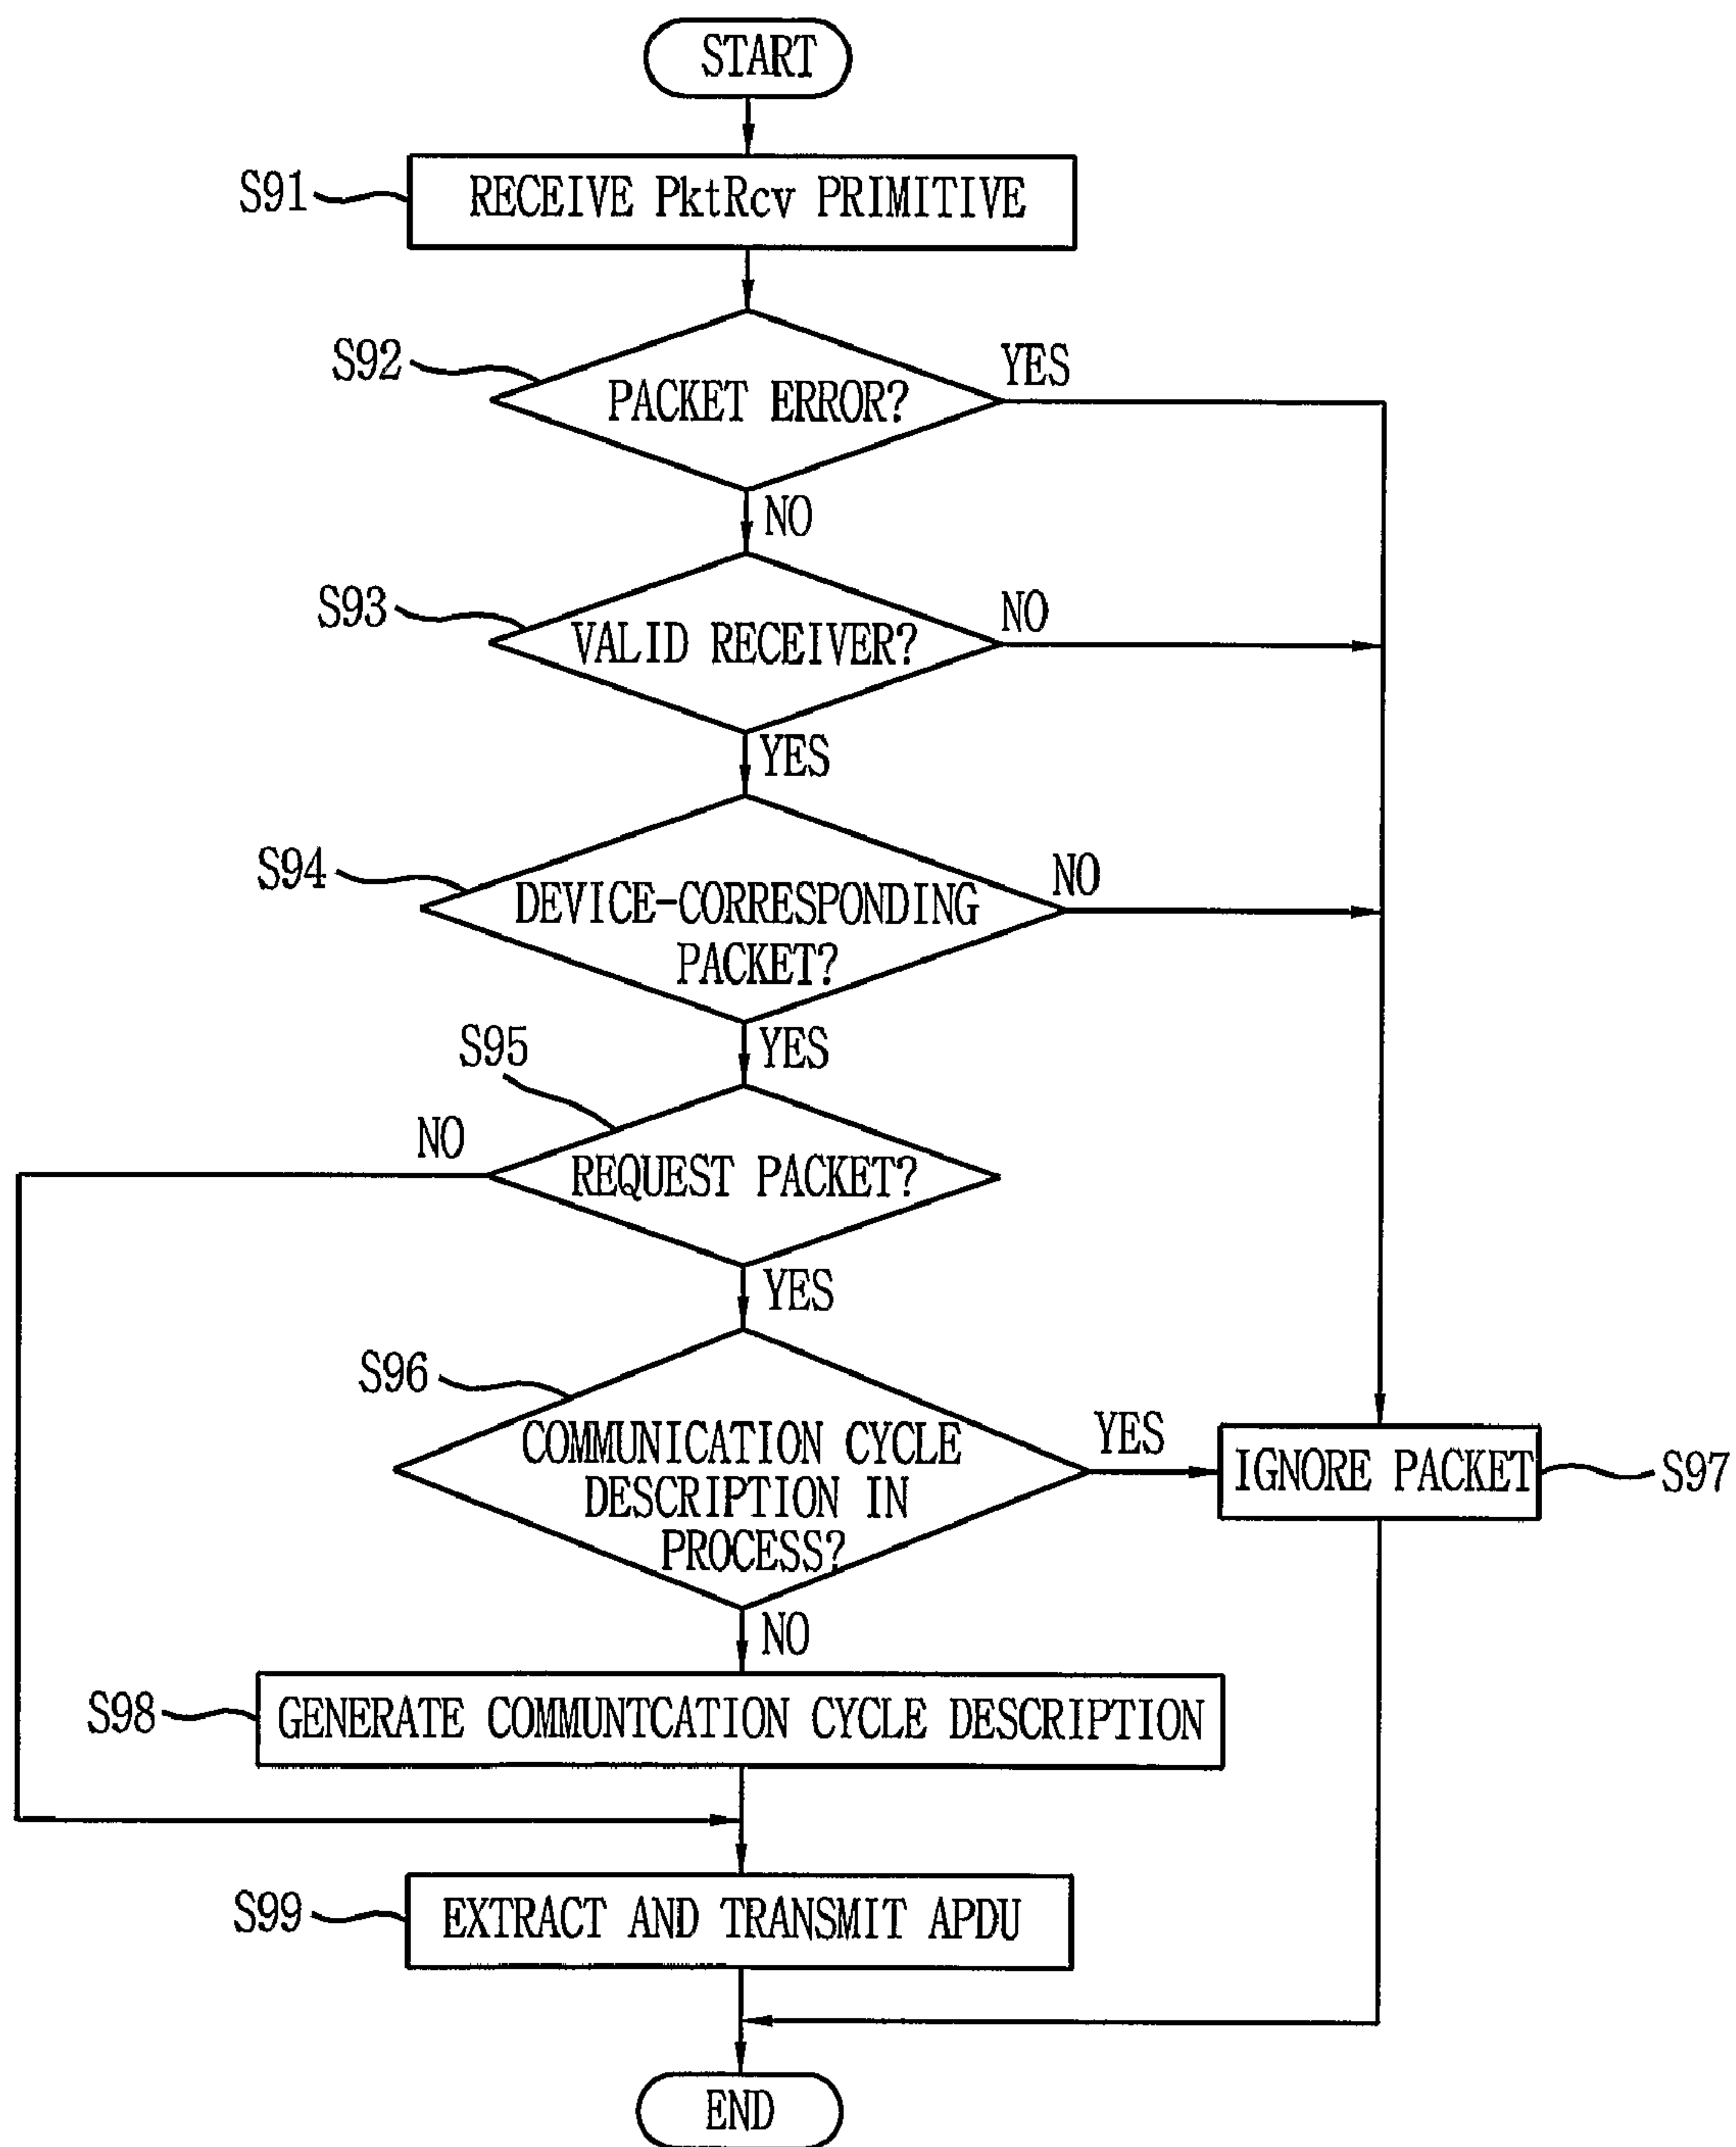 START
S91
RECEIVE PktRcv PRIMITIVE
S92
YES
PACKET ERROR?
NO
S93
NO
VALID RECEIVER?
YES
S94
NO
DEVICE-CORRESPONDING
PACKET?
YES
S95
NO
REQUEST PACKET?
YES
S96
COMMUNICATION CYCLE
DESCRIPTION IN
PROCESS?
YES
IGNORE PACKET
S97
NO
S98
GENERATE COMMUNTCATION CYCLE DESCRIPTION
S99
EXTRACT AND TRANSMIT APDU
END